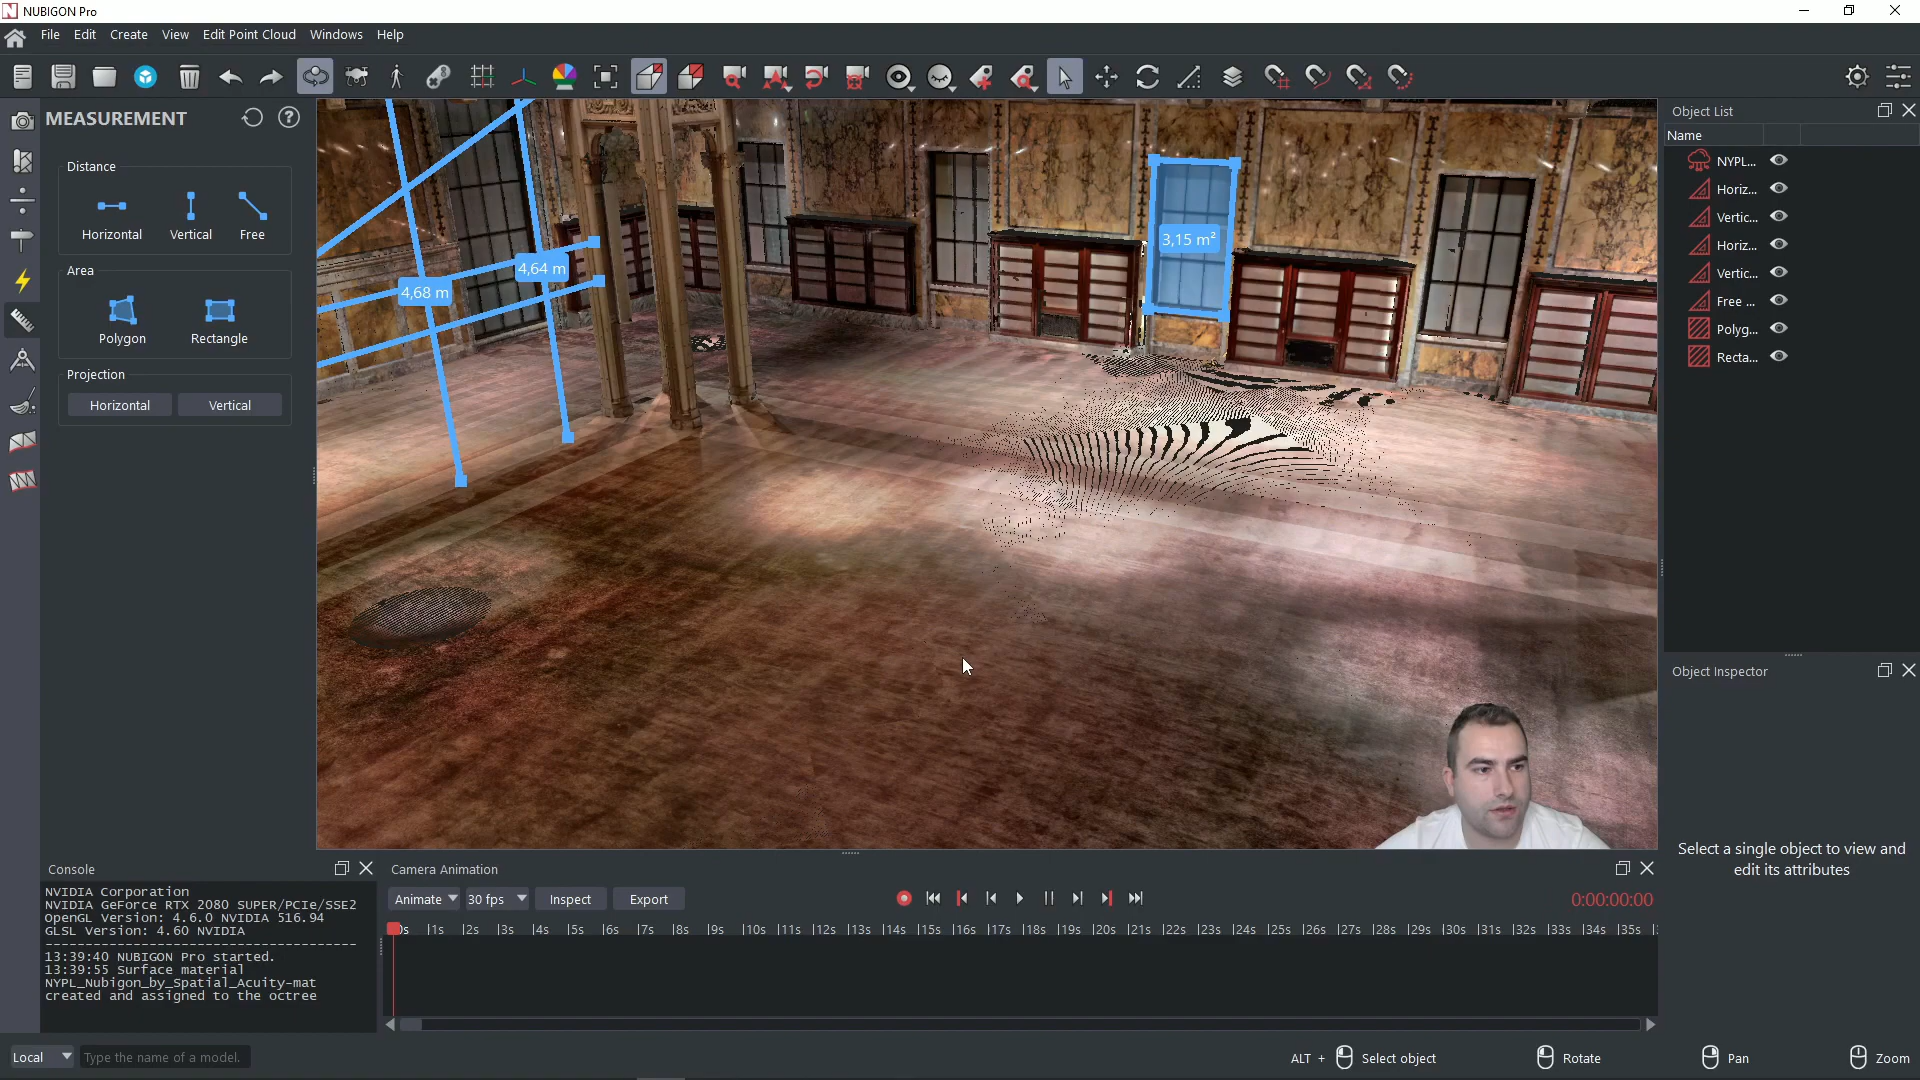 NUBIGON Pro
File Edit Create View Edit Point Cloud Windows Help
MEASUREMENT
Distance
Horizontal Vertical Free
Area
Polygon Rectangle
Projection
Horizontal Vertical
4,68 m
4,64 m
3,15 m²
Object List
Name
NYPL...
Horiz...
Vertic...
Horiz...
Vertic...
Free ...
Polyg...
Recta...
Object Inspector
Select a single object to view and
edit its attributes
Console
NVIDIA Corporation
NVIDIA GeForce RTX 2080 SUPER/PCIe/SSE2
OpenGL Version: 4.6.0 NVIDIA 516.94
GLSL Version: 4.60 NVIDIA
----------------------------------------
13:39:40 NUBIGON Pro started.
13:39:55 Surface material
NYPL_Nubigon_by_Spatial_Acuity-mat
created and assigned to the octree
Camera Animation
Animate 30 fps Inspect Export
0:00:00:00
0s 1s 2s 3s 4s 5s 6s 7s 8s 9s 10s 11s 12s 13s 14s 15s 16s 17s 18s 19s 20s 21s 22s 23s 24s 25s 26s 27s 28s 29s 30s 31s 32s 33s 34s 35s
Local Type the name of a model.
ALT + Select object Rotate Pan Zoom